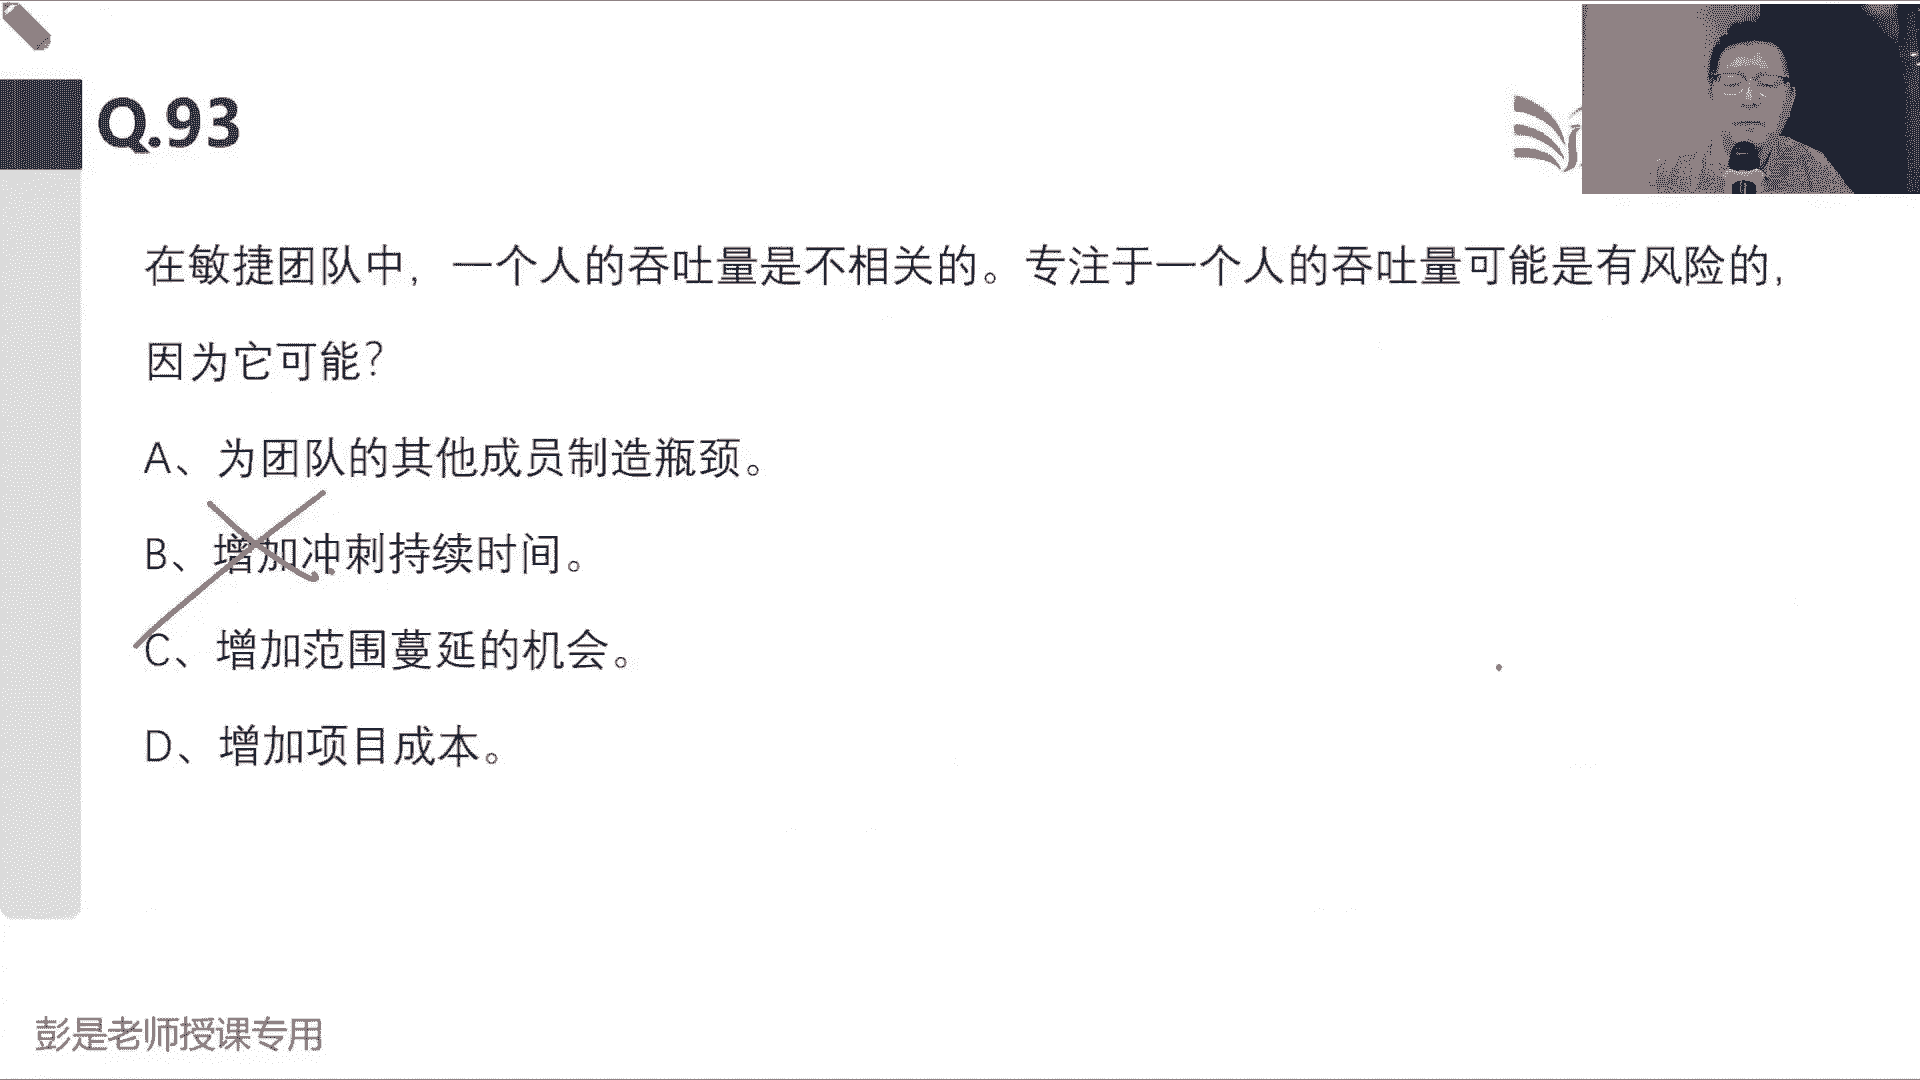 Q.93
在敏捷团队中，一个人的吞吐量是不相关的。专注于一个人的吞吐量可能是有风险的，
因为它可能？
A、为团队的其他成员制造瓶颈。
B、增加冲刺持续时间。
C、增加范围蔓延的机会。
D、增加项目成本。
彭是老师授课专用